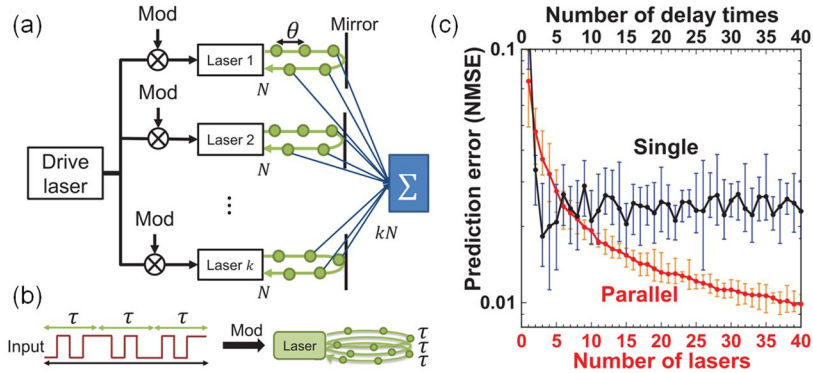 (a)
Mod
Laser 1
θ
Mirror
N
Mod
Laser 2
N
Drive
laser
Σ
⋮
Mod
kN
Laser k
N
(b)
τ τ τ
Input
Mod
Laser
τ
τ
τ
τ
(c)
Number of delay times
0 5 10 15 20 25 30 35 40
Prediction error (NMSE)
0.1
0.01
Single
Parallel
0 5 10 15 20 25 30 35 40
Number of lasers